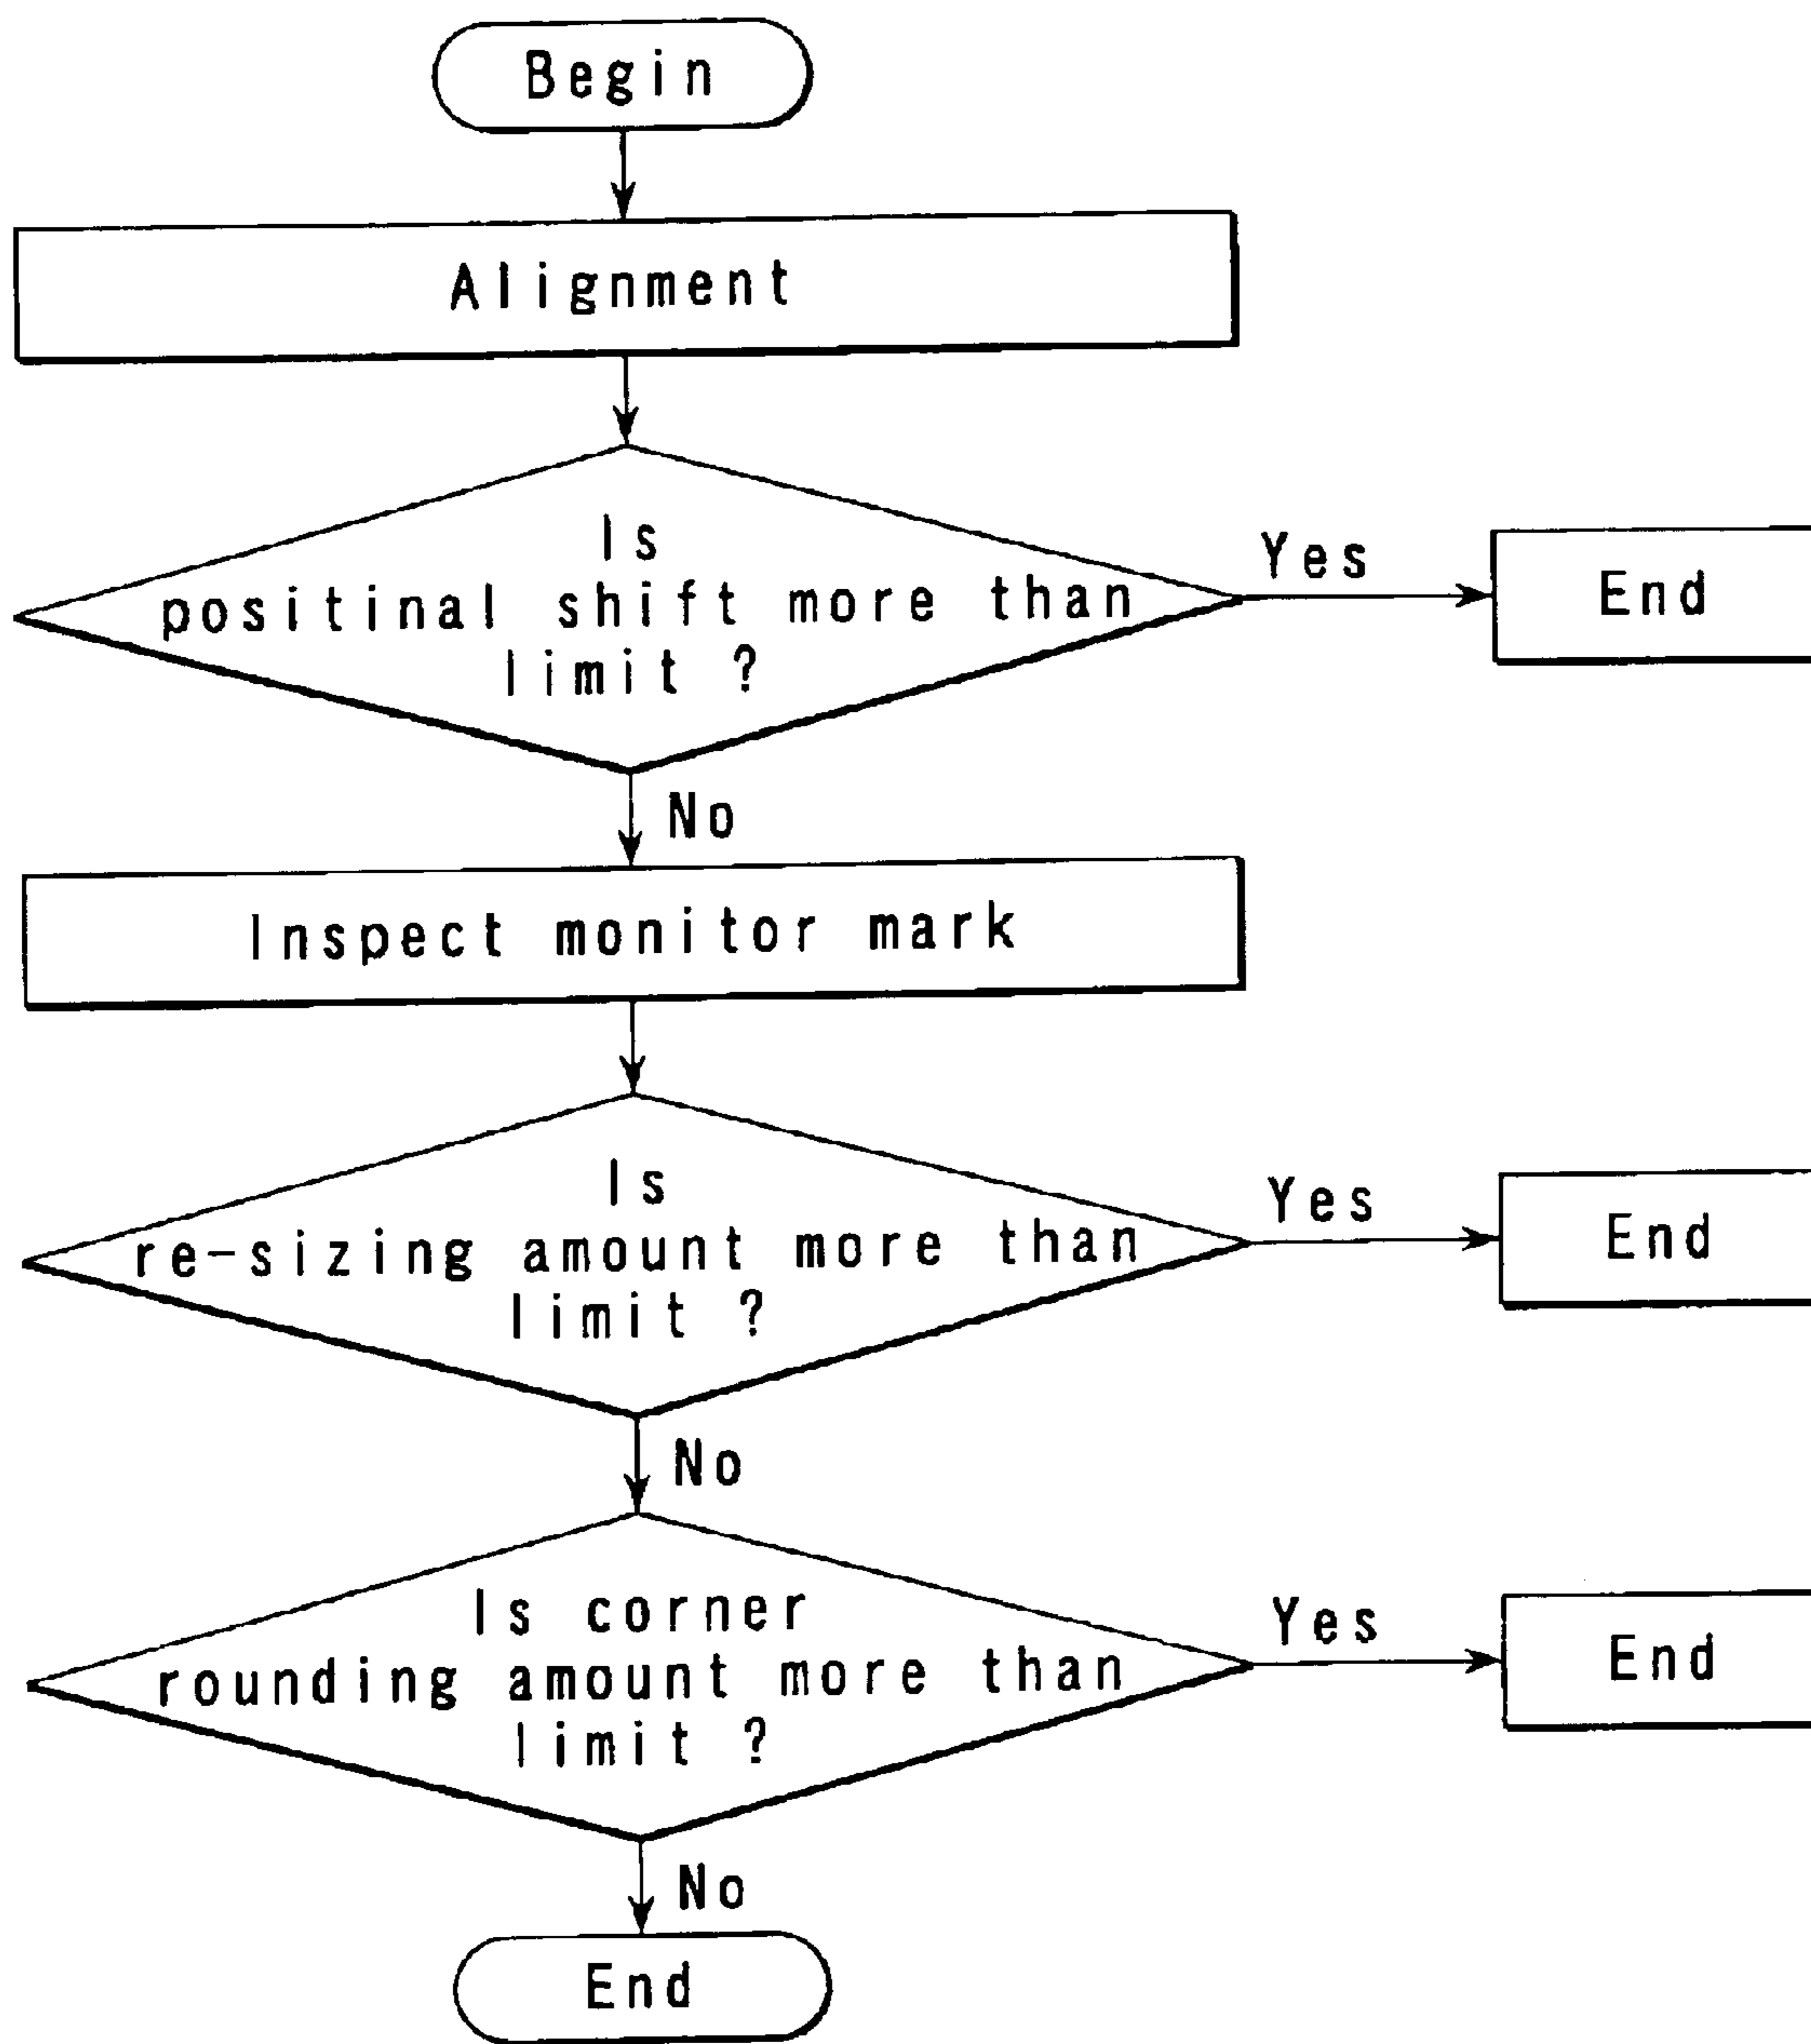 Begin
Alignment
Is
positinal shift more than
limit ?
Yes
End
No
Inspect monitor mark
Is
re-sizing amount more than
limit ?
Yes
End
No
Is corner
rounding amount more than
limit ?
Yes
End
No
End